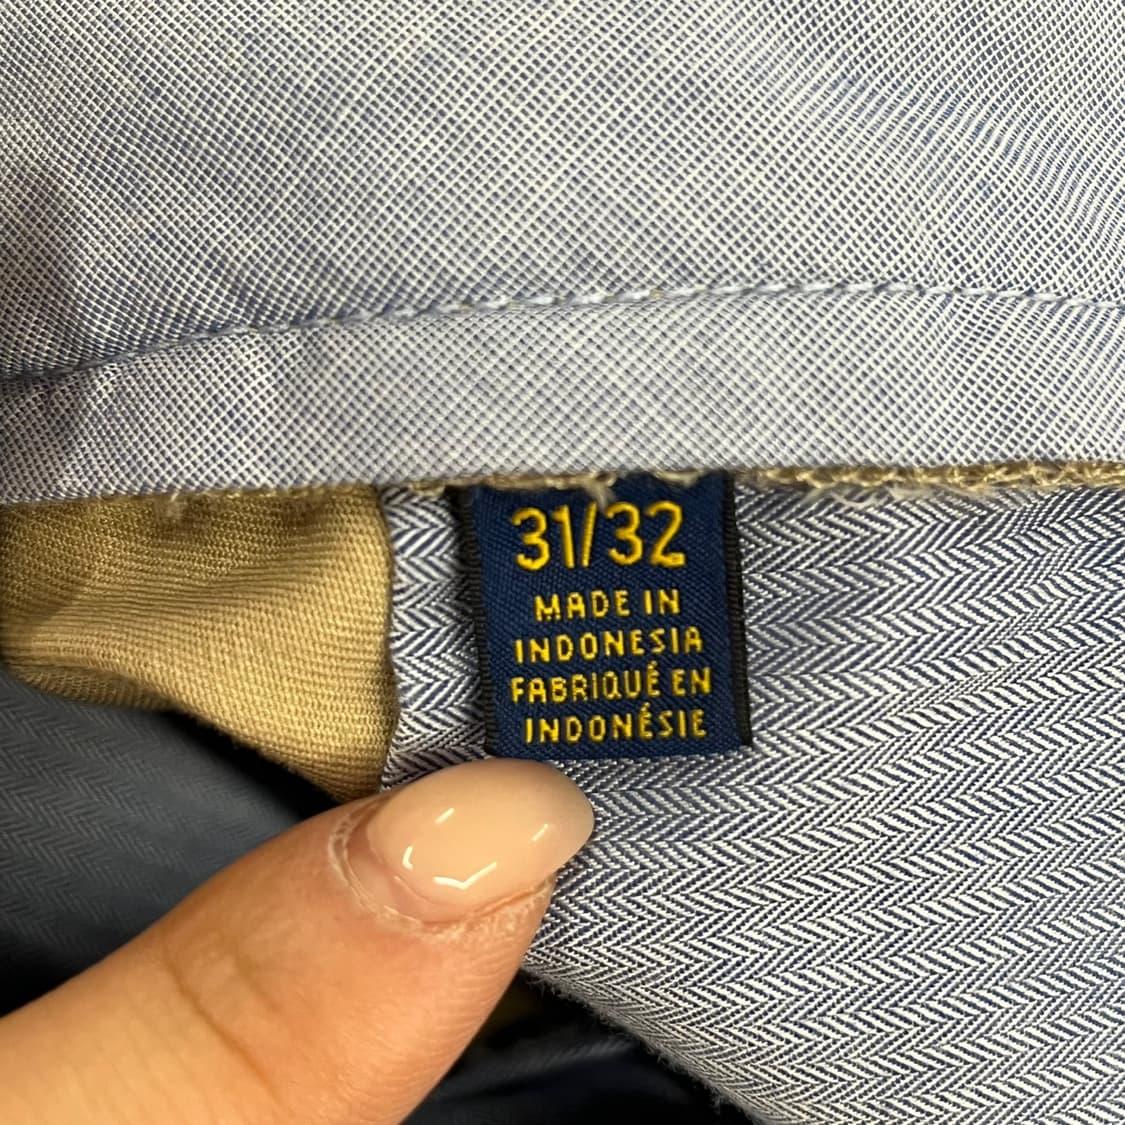 31/32
MADE IN
INDONESIA
FABRIQUÉ EN
INDONÉSIE